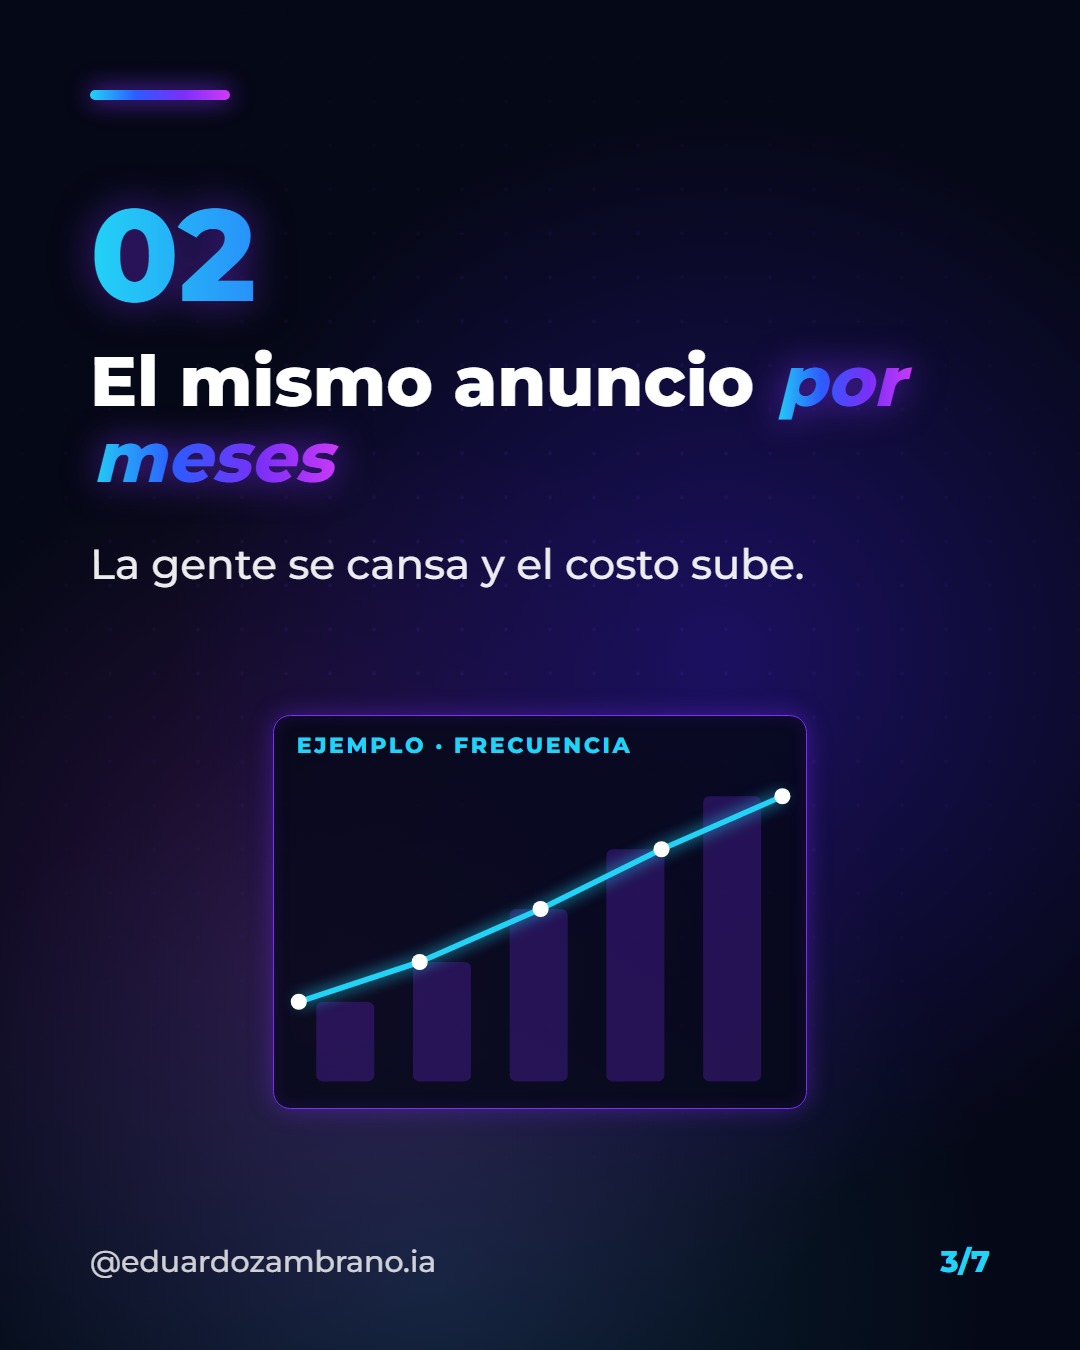 02
El mismo anuncio por
meses
La gente se cansa y el costo sube.
EJEMPLO · FRECUENCIA
@eduardozambrano.ia
3/7